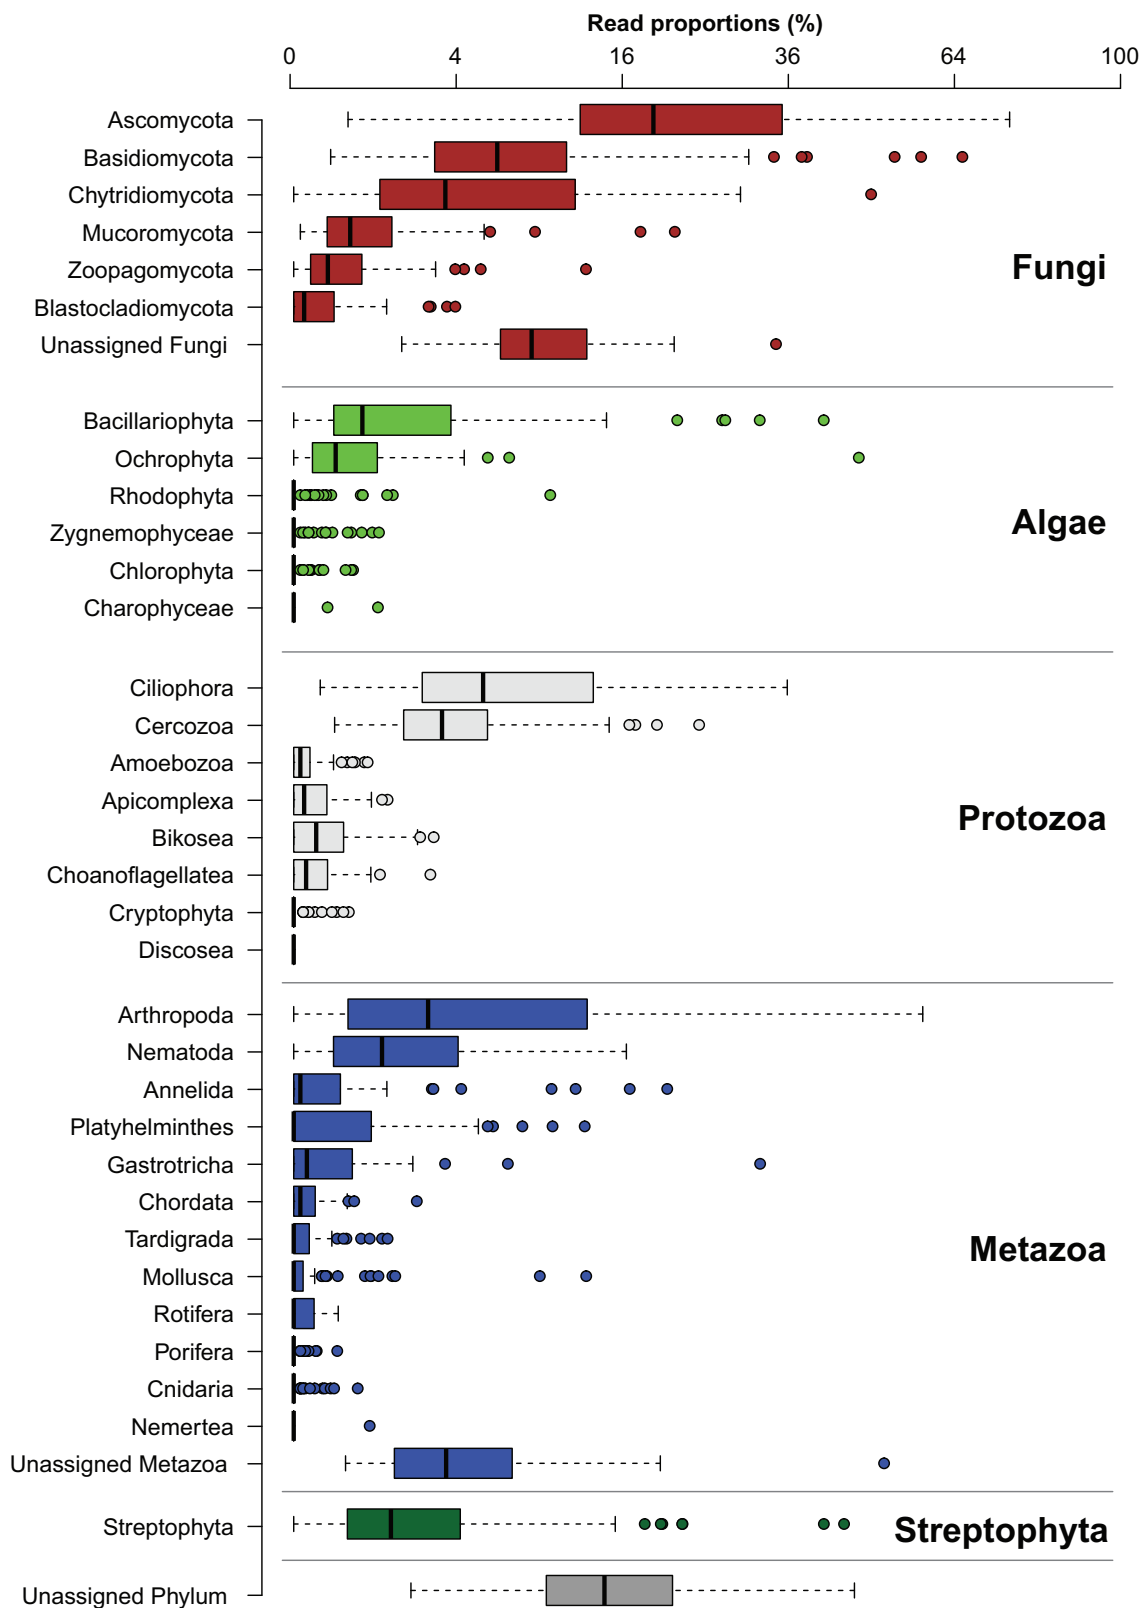 Read proportions (%)
0 4 16 36 64 100
Ascomycota
Basidiomycota
Chytridiomycota
Mucoromycota
Zoopagomycota
Fungi
Blastocladiomycota
Unassigned Fungi
Bacillariophyta
Ochrophyta
Rhodophyta
Algae
Zygnemophyceae
Chlorophyta
Charophyceae
Ciliophora
Cercozoa
Amoebozoa
Apicomplexa
Protozoa
Bikosea
Choanoflagellatea
Cryptophyta
Discosea
Arthropoda
Nematoda
Annelida
Platyhelminthes
Gastrotricha
Chordata
Tardigrada
Metazoa
Mollusca
Rotifera
Porifera
Cnidaria
Nemertea
Unassigned Metazoa
Streptophyta
Streptophyta
Unassigned Phylum